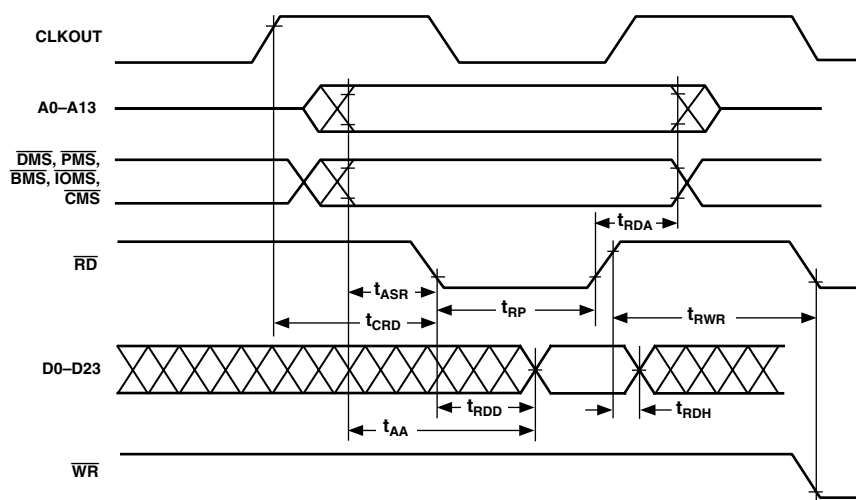 CLKOUT
A0–A13
DMS, PMS,
BMS, IOMS,
CMS
tRDA
RD
tASR
tRP
tCRD
tRWR
D0–D23
tRDD
tRDH
tAA
WR